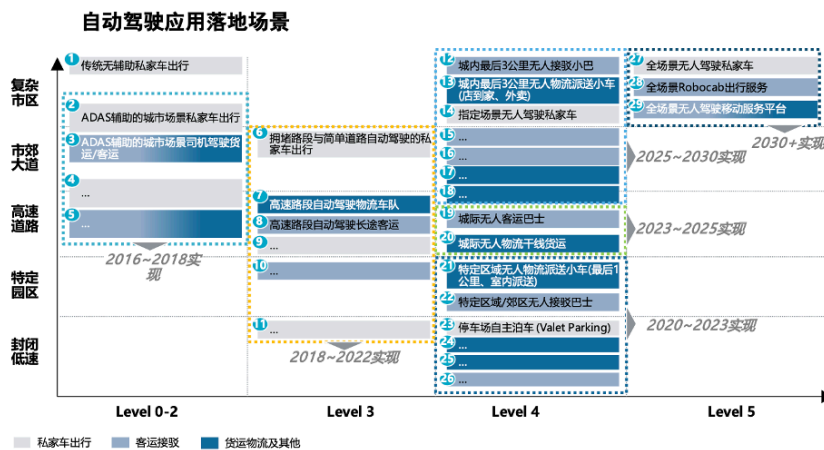 自动驾驶应用落地场景
复杂
市区
市郊
大道
高速
道路
特定
园区
封闭
低速
1 传统无辅助私家车出行
2 ADAS辅助的城市场景私家车出行
3 ADAS辅助的城市场景司机驾驶货
运/客运
4 ...
5 ...
2016~2018实
现
6 拥堵路段与简单道路自动驾驶的私
家车出行
7 高速路段自动驾驶物流车队
8 高速路段自动驾驶长途客运
9 ...
10 ...
11 ...
2018~2022实现
12 城内最后3公里无人接驳小巴
13 城内最后3公里无人物流派送小车
(店到家、外卖)
14 指定场景无人驾驶私家车
15 ...
16 ...
17 ...
18 ...
2025~2030实现
19 城际无人客运巴士
20 城际无人物流干线货运
2023~2025实现
21 特定区域无人物流派送小车(最后1
公里、室内派送)
22 特定区域/郊区无人接驳巴士
23 停车场自主泊车 (Valet Parking)
24 ...
25 ...
26 ...
2020~2023实现
27 全场景无人驾驶私家车
28 全场景Robocab出行服务
29 全场景无人驾驶移动服务平台
2030+实现
Level 0-2
Level 3
Level 4
Level 5
私家车出行
客运接驳
货运物流及其他